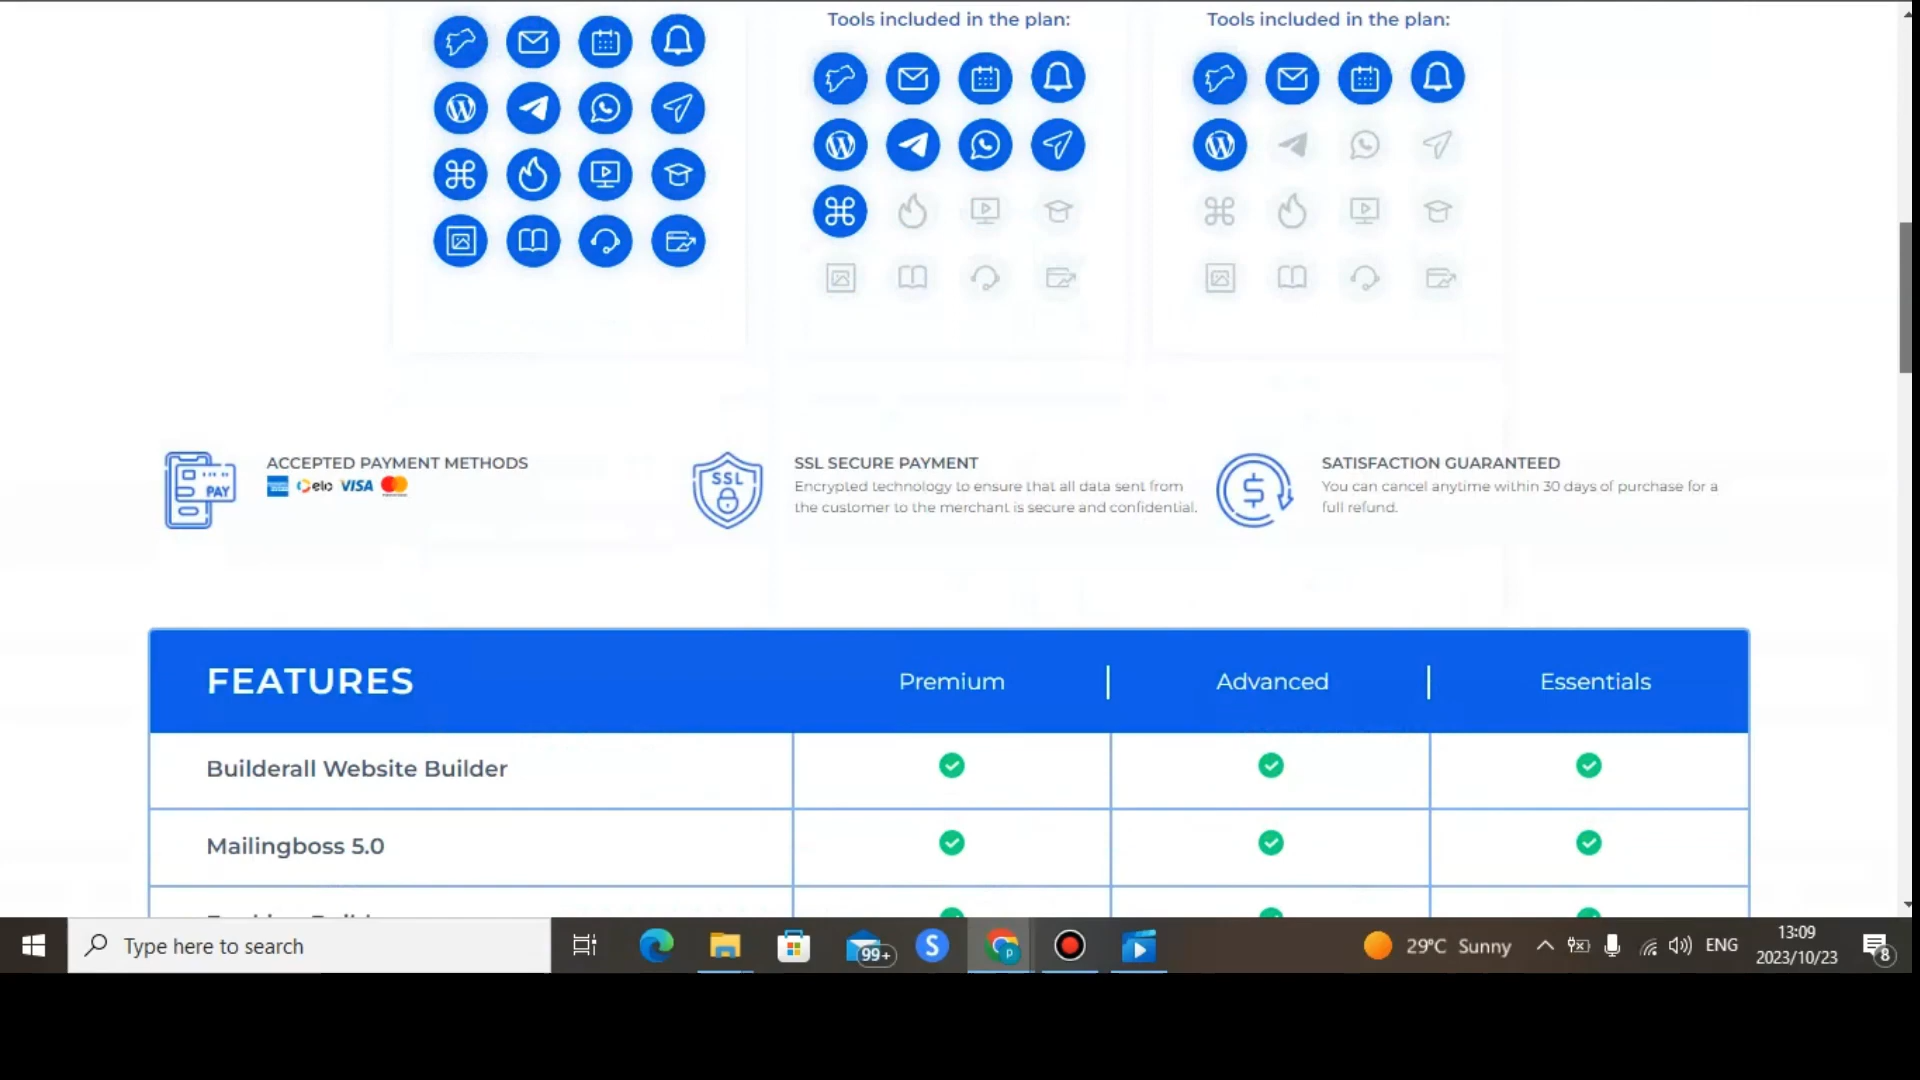 Tools included in the plan:
Tools included in the plan:
ACCEPTED PAYMENT METHODS
elo VISA
PAY
SSL
SSL SECURE PAYMENT
Encrypted technology to ensure that all data sent from
the customer to the merchant is secure and confidential.
SATISFACTION GUARANTEED
You can cancel anytime within 30 days of purchase for a
full refund.
FEATURES
Premium
Advanced
Essentials
Builderall Website Builder
Mailingboss 5.0
Type here to search
99+
S
p
29°C Sunny
ENG
13:09
2023/10/23
8